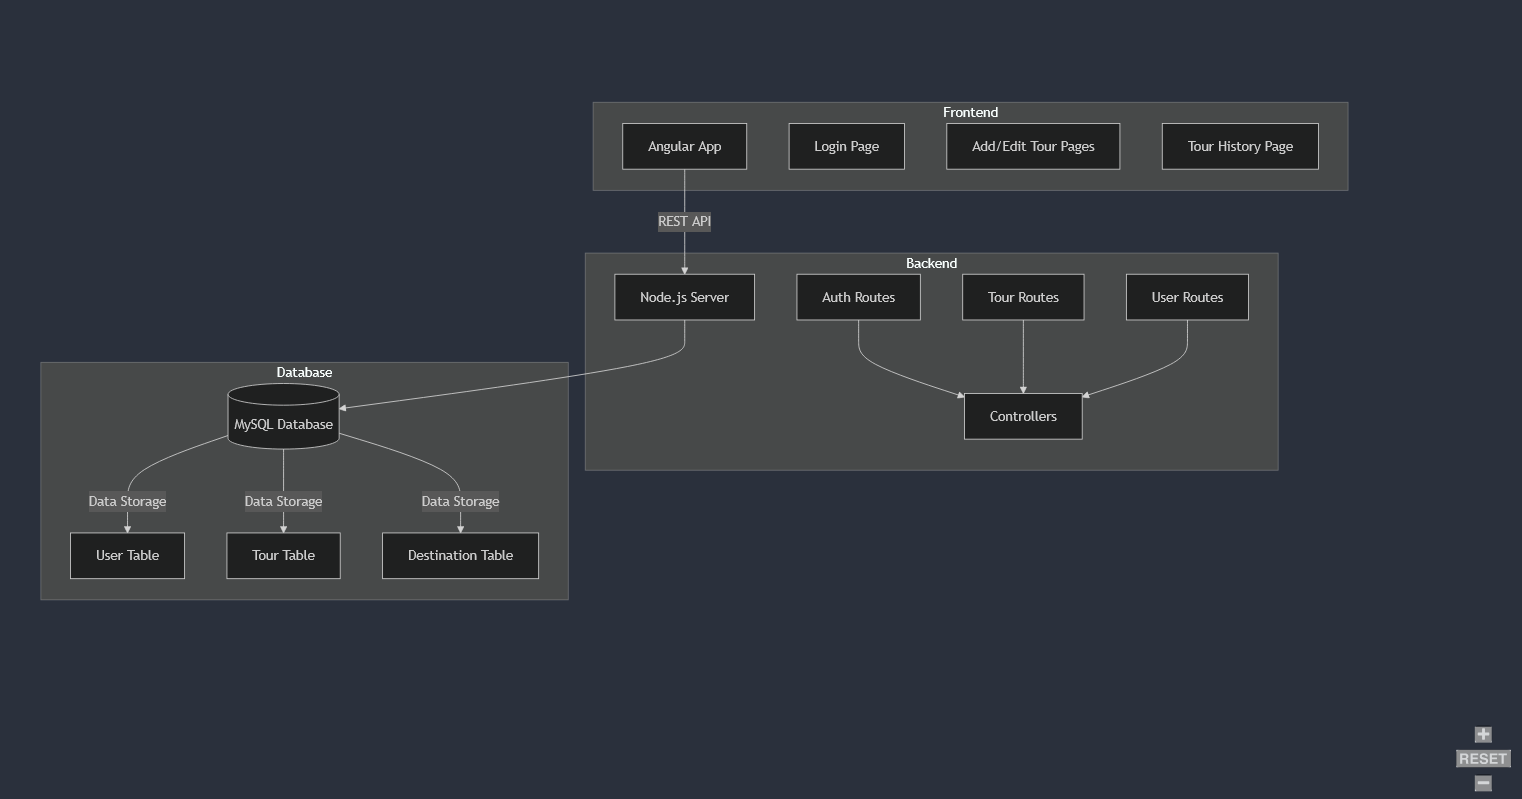 Frontend
Angular App
Login Page
Add/Edit Tour Pages
Tour History Page
REST API
Backend
Node.js Server
Auth Routes
Tour Routes
User Routes
Controllers
Database
MySQL Database
Data Storage
Data Storage
Data Storage
User Table
Tour Table
Destination Table
+
RESET
−